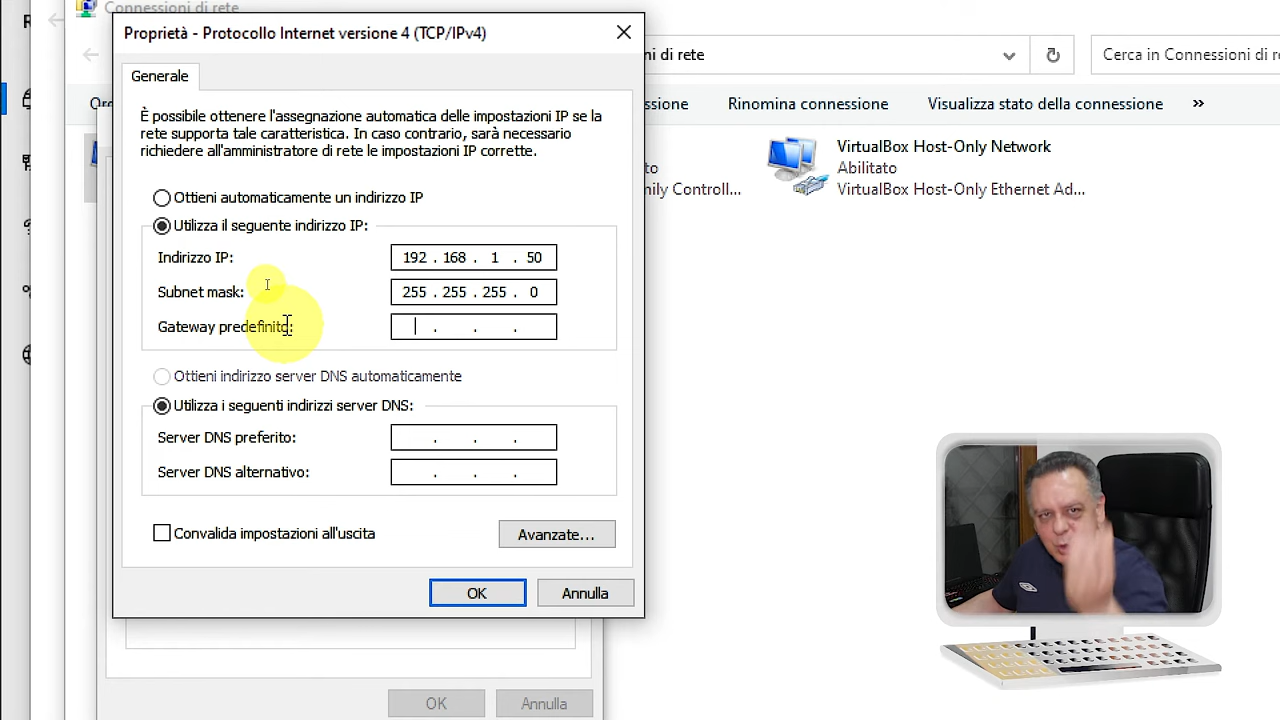 Connessioni di rete
Proprietà - Protocollo Internet versione 4 (TCP/IPv4)
ni di rete
Cerca in Connessioni di re
Generale
Or
ssione
Rinomina connessione
Visualizza stato della connessione
»
È possibile ottenere l'assegnazione automatica delle impostazioni IP se la
rete supporta tale caratteristica. In caso contrario, sarà necessario
richiedere all'amministratore di rete le impostazioni IP corrette.
to
mily Controll...
VirtualBox Host-Only Network
Abilitato
VirtualBox Host-Only Ethernet Ad...
Ottieni automaticamente un indirizzo IP
Utilizza il seguente indirizzo IP:
Indirizzo IP: 192 . 168 . 1 . 50
Subnet mask: 255 . 255 . 255 . 0
Gateway predefinito: . . .
Ottieni indirizzo server DNS automaticamente
Utilizza i seguenti indirizzi server DNS:
Server DNS preferito: . . .
Server DNS alternativo: . . .
Convalida impostazioni all'uscita
Avanzate...
OK
Annulla
OK
Annulla